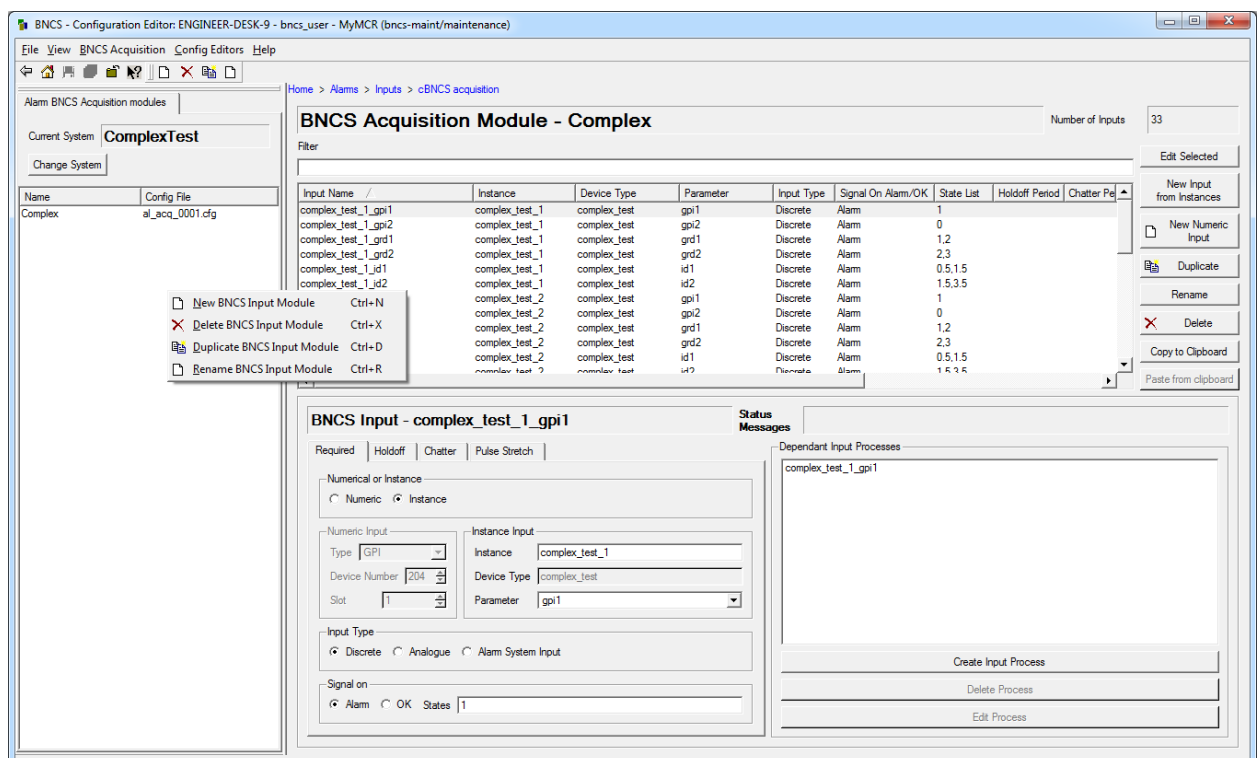 BNCS - Configuration Editor: ENGINEER-DESK-9 - bncs_user - MyMCR (bncs-maint/maintenance)
File View BNCS Acquisition Config Editors Help
Home > Alarms > Inputs > cBNCS acquisition
Alarm BNCS Acquisition modules
Current System ComplexTest
Change System
Name Config File
Complex al_acq_0001.cfg
New BNCS Input Module Ctrl+N
Delete BNCS Input Module Ctrl+X
Duplicate BNCS Input Module Ctrl+D
Rename BNCS Input Module Ctrl+R
BNCS Acquisition Module - Complex Number of Inputs 33
Filter
Input Name Instance Device Type Parameter Input Type Signal On Alarm/OK State List Holdoff Period Chatter Pe
complex_test_1_gpi1 complex_test_1 complex_test gpi1 Discrete Alarm 1
complex_test_1_gpi2 complex_test_1 complex_test gpi2 Discrete Alarm 0
complex_test_1_grd1 complex_test_1 complex_test grd1 Discrete Alarm 1,2
complex_test_1_grd2 complex_test_1 complex_test grd2 Discrete Alarm 2,3
complex_test_1_id1 complex_test_1 complex_test id1 Discrete Alarm 0.5,1.5
complex_test_1_id2 complex_test_1 complex_test id2 Discrete Alarm 1.5,3.5
complex_test_2 complex_test gpi1 Discrete Alarm 1
complex_test_2 complex_test gpi2 Discrete Alarm 0
complex_test_2 complex_test grd1 Discrete Alarm 1,2
complex_test_2 complex_test grd2 Discrete Alarm 2,3
complex_test_2 complex_test id1 Discrete Alarm 0.5,1.5
complex_test_2 complex_test id2 Discrete Alarm 1.5,3.5
Edit Selected
New Input
from Instances
New Numeric
Input
Duplicate
Rename
Delete
Copy to Clipboard
Paste from clipboard
BNCS Input - complex_test_1_gpi1
Status
Messages
Required Holdoff Chatter Pulse Stretch
Numerical or Instance
Numeric Instance
Numeric Input
Type GPI
Device Number 204
Slot 1
Instance Input
Instance complex_test_1
Device Type complex_test
Parameter gpi1
Input Type
Discrete Analogue Alarm System Input
Signal on
Alarm OK States 1
Dependant Input Processes
complex_test_1_gpi1
Create Input Process
Delete Process
Edit Process